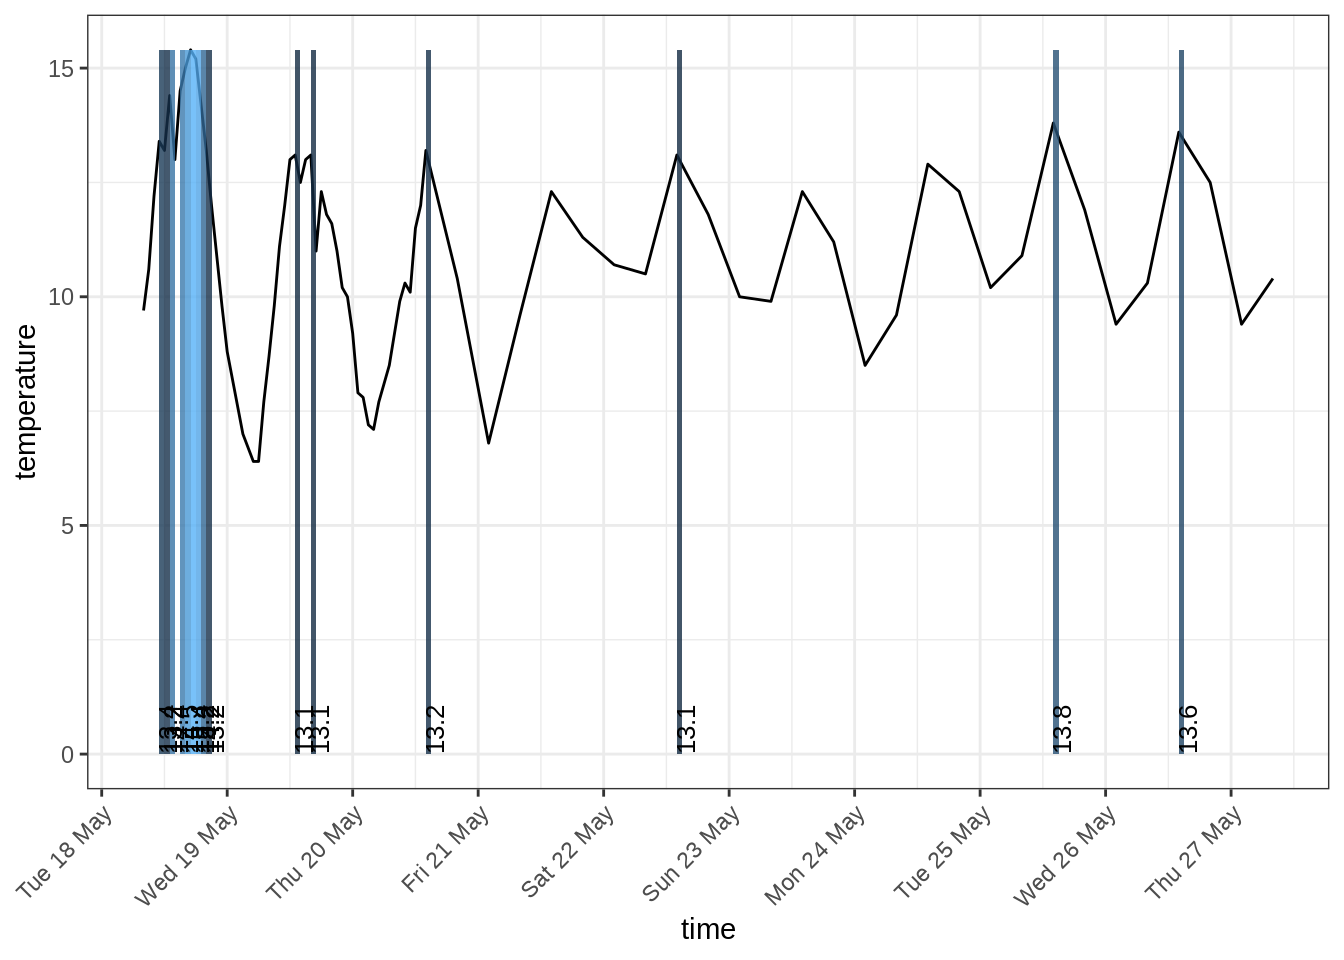 15
10
5
0
temperature
13.1
13.1
13.2
13.1
13.8
13.6
Tue 18 May
Wed 19 May
Thu 20 May
Fri 21 May
Sat 22 May
Sun 23 May
Mon 24 May
Tue 25 May
Wed 26 May
Thu 27 May
time